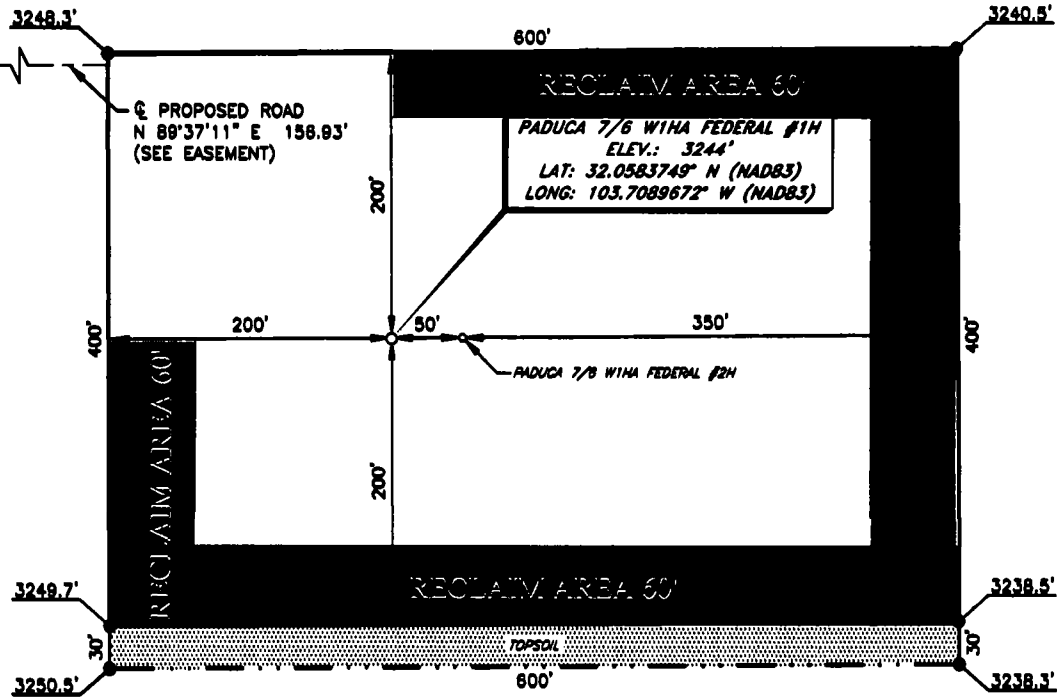 3248.3'
3240.5'
600'
RECLAIM AREA 60'
℄ PROPOSED ROAD
N 89°37'11" E 156.93'
(SEE EASEMENT)
PADUCA 7/6 W1HA FEDERAL #1H
ELEV.: 3244'
LAT: 32.0583749° N (NAD83)
LONG: 103.7089672° W (NAD83)
200'
400'
200'
50'
350'
400'
PADUCA 7/6 W1HA FEDERAL #2H
RECLAIM AREA 60'
200'
RECLAIM AREA 60'
3249.7'
3238.5'
30'
TOPSOIL
30'
3250.5'
600'
3238.3'